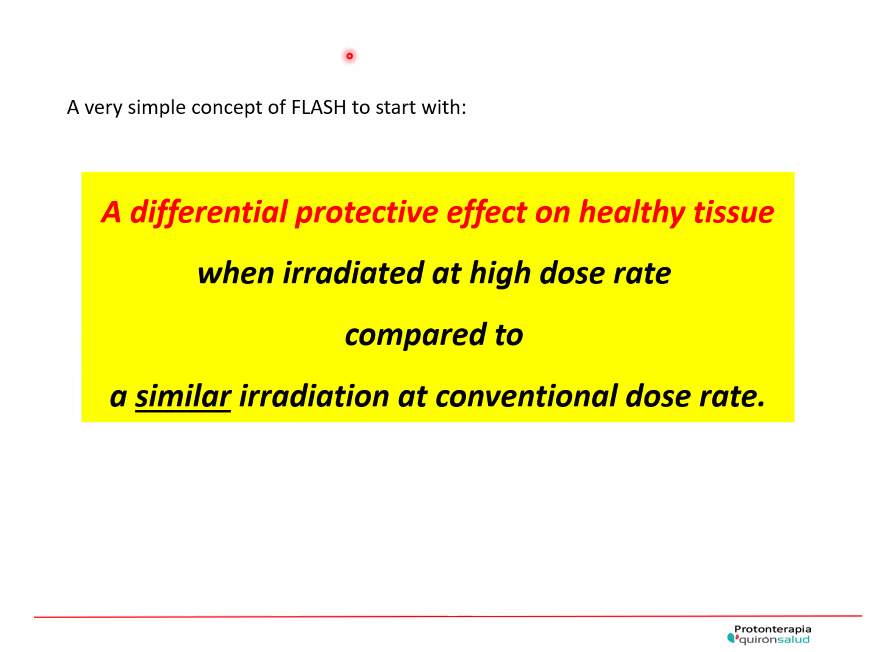 A very simple concept of FLASH to start with:
A differential protective effect on healthy tissue
when irradiated at high dose rate
compared to
a similar irradiation at conventional dose rate.
Protonterapia
quirónsalud